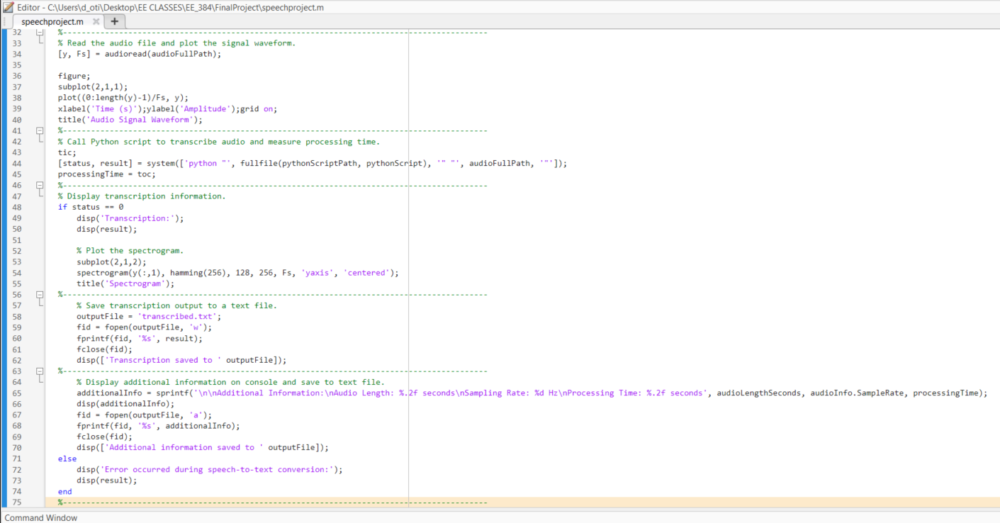 Editor - C:\Users\d_oti\Desktop\EE CLASSES\EE_384\FinalProject\speechproject.m
speechproject.m
32 %--------------------------------------------------------------------------------------------
33 % Read the audio file and plot the signal waveform.
34 [y, Fs] = audioread(audioFullPath);
35
36 figure;
37 subplot(2,1,1);
38 plot((0:length(y)-1)/Fs, y);
39 xlabel('Time (s)');ylabel('Amplitude');grid on;
40 title('Audio Signal Waveform');
41 %--------------------------------------------------------------------------------------------
42 % Call Python script to transcribe audio and measure processing time.
43 tic;
44 [status, result] = system(['python "', fullfile(pythonScriptPath, pythonScript), '" "', audioFullPath, '"']);
45 processingTime = toc;
46 %--------------------------------------------------------------------------------------------
47 % Display transcription information.
48 if status == 0
49     disp('Transcription:');
50     disp(result);
51
52     % Plot the spectrogram.
53     subplot(2,1,2);
54     spectrogram(y(:,1), hamming(256), 128, 256, Fs, 'yaxis', 'centered');
55     title('Spectrogram');
56 %--------------------------------------------------------------------------------------------
57     % Save transcription output to a text file.
58     outputFile = 'transcribed.txt';
59     fid = fopen(outputFile, 'w');
60     fprintf(fid, '%s', result);
61     fclose(fid);
62     disp(['Transcription saved to ' outputFile]);
63 %--------------------------------------------------------------------------------------------
64     % Display additional information on console and save to text file.
65     additionalInfo = sprintf('\n\nAdditional Information:\nAudio Length: %.2f seconds\nSampling Rate: %d Hz\nProcessing Time: %.2f seconds', audioLengthSeconds, audioInfo.SampleRate, processingTime);
66     disp(additionalInfo);
67     fid = fopen(outputFile, 'a');
68     fprintf(fid, '%s', additionalInfo);
69     fclose(fid);
70     disp(['Additional information saved to ' outputFile]);
71 else
72     disp('Error occurred during speech-to-text conversion:');
73     disp(result);
74 end
75 %--------------------------------------------------------------------------------------------
Command Window